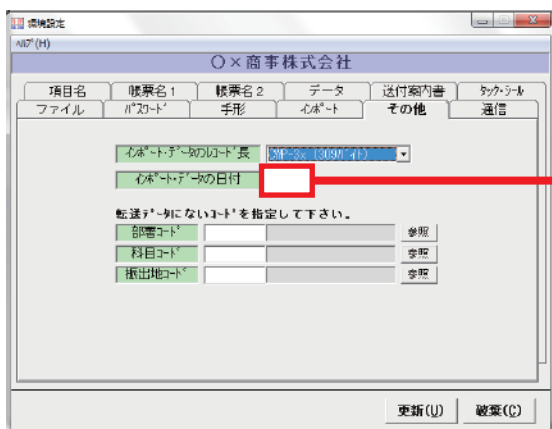 環境設定
ﾍﾙﾌﾟ(H)
○×商事株式会社
項目名 帳票名1 帳票名2 データ 送付案内書 ﾀｯｸ・ｼｰﾙ
ファイル ﾊﾟｽﾜｰﾄﾞ 手形 ｲﾝﾎﾟｰﾄ その他 通信
ｲﾝﾎﾟｰﾄ・ﾃﾞｰﾀのﾚｺｰﾄﾞ長
ｲﾝﾎﾟｰﾄ・ﾃﾞｰﾀの日付
転送ﾃﾞｰﾀにないｺｰﾄﾞを指定して下さい。
部署ｺｰﾄﾞ 参照
科目ｺｰﾄﾞ 参照
振出地ｺｰﾄﾞ 参照
更新(U) 破棄(C)